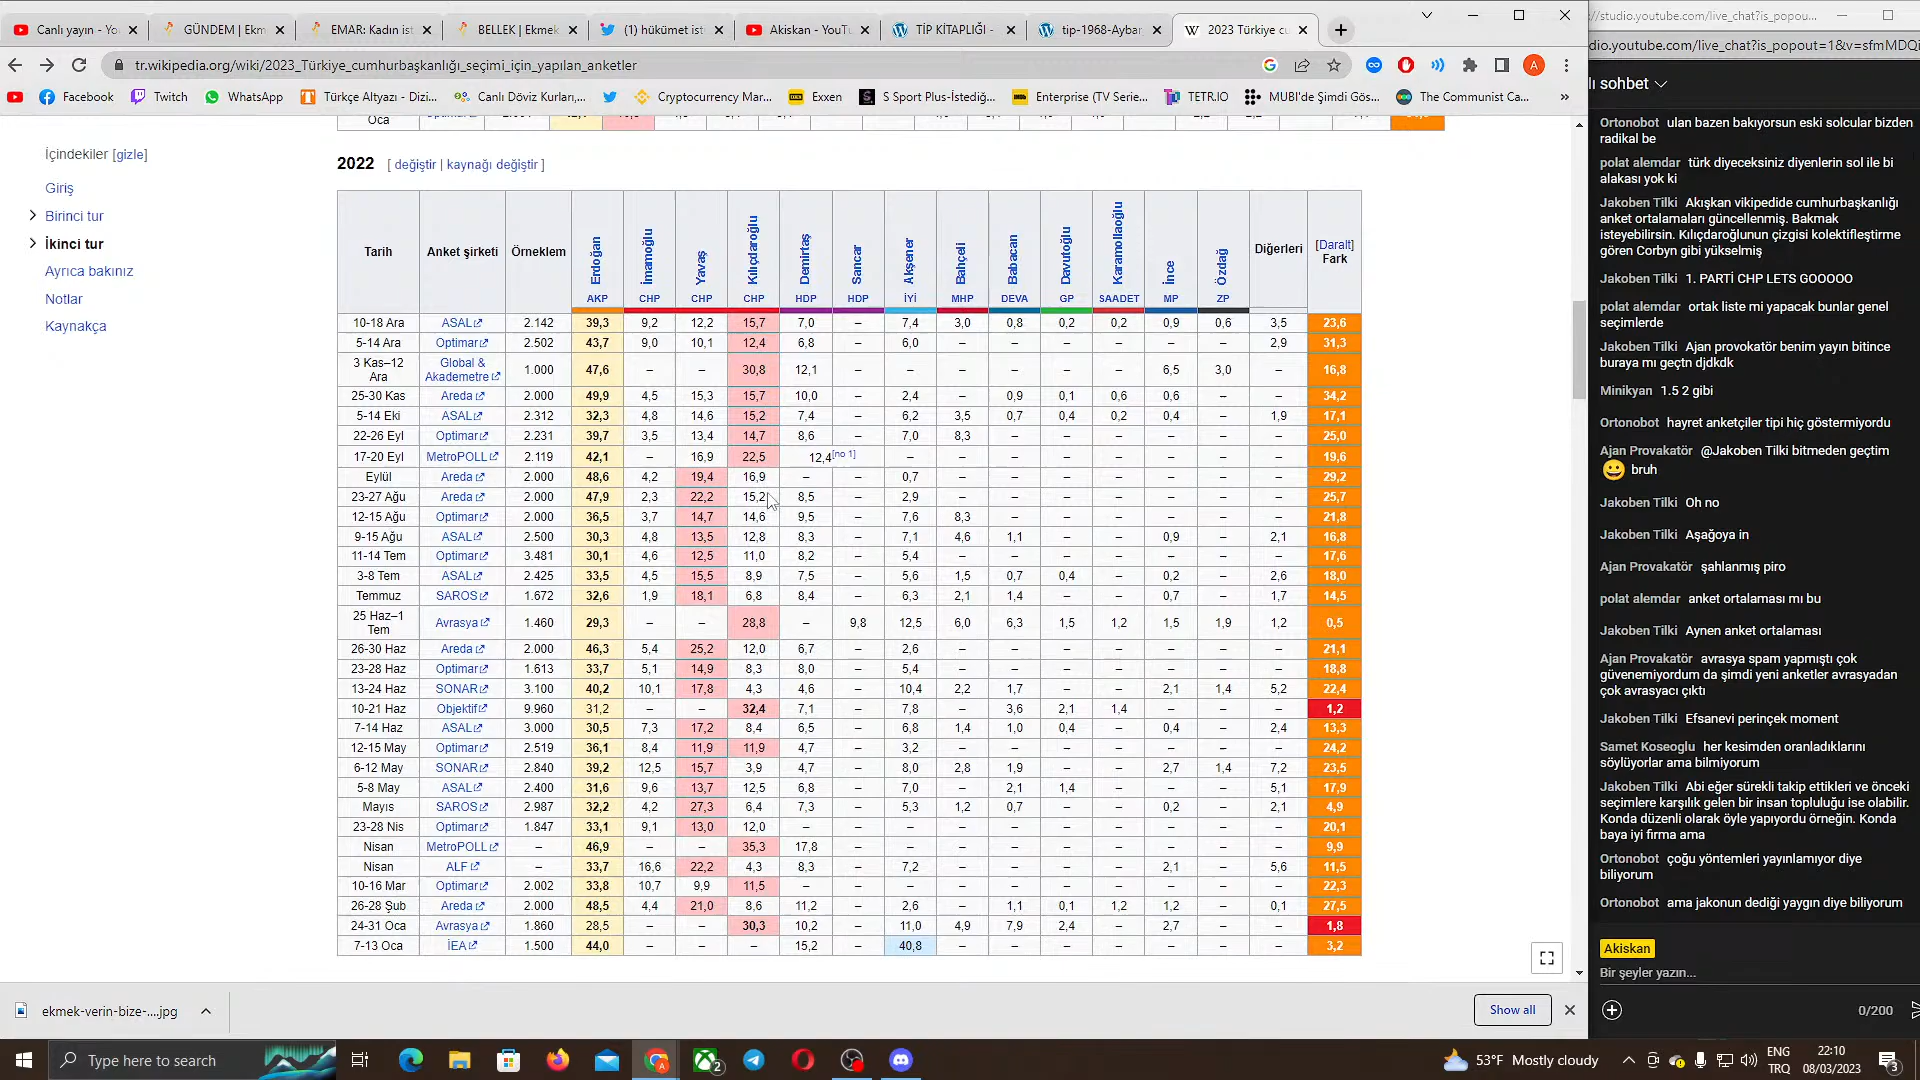 Canlı yayın - Yo
GÜNDEM | Ekm
EMAR: Kadın ist
BELLEK | Ekmek
(1) hükümet ist
Akiskan - YouTu
TİP KİTAPLIĞI -
tip-1968-Aybar
2023 Türkiye cu
//studio.youtube.com/live_chat?is_popou...
tr.wikipedia.org/wiki/2023_Türkiye_cumhurbaşkanlığı_seçimi_için_yapılan_anketler
A
dio.youtube.com/live_chat?is_popout=1&v=sfmMDQi
Facebook
Twitch
WhatsApp
Türkçe Altyazı - Dizi...
Canlı Döviz Kurları,...
Cryptocurrency Mar...
Exxen
S Sport Plus-İstediğ...
Enterprise (TV Serie...
TETR.IO
MUBI'de Şimdi Gös...
The Communist Ca...
»
Oca
İçindekiler [gizle]
Giriş
Birinci tur
İkinci tur
Ayrıca bakınız
Notlar
Kaynakça
2022 [ değiştir | kaynağı değiştir ]
Tarih Anket şirketi Örneklem Erdoğan İmamoğlu Yavaş Kılıçdaroğlu Demirtaş Sancar Akşener Bahçeli Babacan Davutoğlu Karamollaoğlu İnce Özdağ Diğerleri [Daralt] Fark
AKP CHP CHP CHP HDP HDP İYİ MHP DEVA GP SAADET MP ZP
10-18 Ara ASAL 2.142 39,3 9,2 12,2 15,7 7,0 – 7,4 3,0 0,8 0,2 0,2 0,9 0,6 3,5 23,6
5-14 Ara Optimar 2.502 43,7 9,0 10,1 12,4 6,8 – 6,0 – – – – – – 2,9 31,3
3 Kas–12 Ara Global & Akademetre 1.000 47,6 – – 30,8 12,1 – – – – – – 6,5 3,0 – 16,8
25-30 Kas Areda 2.000 49,9 4,5 15,3 15,7 10,0 – 2,4 – 0,9 0,1 0,6 0,6 – – 34,2
5-14 Eki ASAL 2.312 32,3 4,8 14,6 15,2 7,4 – 6,2 3,5 0,7 0,4 0,2 0,4 – 1,9 17,1
22-26 Eyl Optimar 2.231 39,7 3,5 13,4 14,7 8,6 – 7,0 8,3 – – – – – – 25,0
17-20 Eyl MetroPOLL 2.119 42,1 – 16,9 22,5 12,4[no 1] – – – – – – – – 19,6
Eylül Areda 2.000 48,6 4,2 19,4 16,9 – – 0,7 – – – – – – – 29,2
23-27 Ağu Areda 2.000 47,9 2,3 22,2 15,2 8,5 – 2,9 – – – – – – – 25,7
12-15 Ağu Optimar 2.000 36,5 3,7 14,7 14,6 9,5 – 7,6 8,3 – – – – – – 21,8
9-15 Ağu ASAL 2.500 30,3 4,8 13,5 12,8 8,3 – 7,1 4,6 1,1 – – 0,9 – 2,1 16,8
11-14 Tem Optimar 3.481 30,1 4,6 12,5 11,0 8,2 – 5,4 – – – – – – – 17,6
3-8 Tem ASAL 2.425 33,5 4,5 15,5 8,9 7,5 – 5,6 1,5 0,7 0,4 – 0,2 – 2,6 18,0
Temmuz SAROS 1.672 32,6 1,9 18,1 6,8 8,4 – 6,3 2,1 1,4 – – 0,7 – 1,7 14,5
25 Haz–1 Tem Avrasya 1.460 29,3 – – 28,8 – 9,8 12,5 6,0 6,3 1,5 1,2 1,5 1,9 1,2 0,5
26-30 Haz Areda 2.000 46,3 5,4 25,2 12,0 6,7 – 2,6 – – – – – – – 21,1
23-28 Haz Optimar 1.613 33,7 5,1 14,9 8,3 8,0 – 5,4 – – – – – – – 18,8
13-24 Haz SONAR 3.100 40,2 10,1 17,8 4,3 4,6 – 10,4 2,2 1,7 – – 2,1 1,4 5,2 22,4
10-21 Haz Objektif 9.960 31,2 – – 32,4 7,1 – 7,8 – 3,6 2,1 1,4 – – – 1,2
7-14 Haz ASAL 3.000 30,5 7,3 17,2 8,4 6,5 – 6,8 1,4 1,0 0,4 – 0,4 – 2,4 13,3
12-15 May Optimar 2.519 36,1 8,4 11,9 11,9 4,7 – 3,2 – – – – – – – 24,2
6-12 May SONAR 2.840 39,2 12,5 15,7 3,9 4,7 – 8,0 2,8 1,9 – – 2,7 1,4 7,2 23,5
5-8 May ASAL 2.400 31,6 9,6 13,7 12,5 6,8 – 7,0 – 2,1 1,4 – – – 5,1 17,9
Mayıs SAROS 2.987 32,2 4,2 27,3 6,4 7,3 – 5,3 1,2 0,7 – – 0,2 – 2,1 4,9
23-28 Nis Optimar 1.847 33,1 9,1 13,0 12,0 – – – – – – – – – – 20,1
Nisan MetroPOLL – 46,9 – – 35,3 17,8 – – – – – – – – – 9,9
Nisan ALF – 33,7 16,6 22,2 4,3 8,3 – 7,2 – – – – 2,1 – 5,6 11,5
10-16 Mar Optimar 2.002 33,8 10,7 9,9 11,5 – – – – – – – – – – 22,3
26-28 Şub Areda 2.000 48,5 4,4 21,0 8,6 11,2 – 2,6 – 1,1 0,1 1,2 1,2 – 0,1 27,5
24-31 Oca Avrasya 1.860 28,5 – – 30,3 10,2 – 11,0 4,9 7,9 2,4 – 2,7 – – 1,8
7-13 Oca İEA 1.500 44,0 – – – 15,2 – 40,8 – – – – – – – 3,2
lı sohbet
Ortonobot ulan bazen bakıyorsun eski solcular bizden
radikal be
polat alemdar türk diyeceksiniz diyenlerin sol ile bi
alakası yok ki
Jakoben Tilki Akışkan vikipedide cumhurbaşkanlığı
anket ortalamaları güncellenmiş. Bakmak
isteyebilirsin. Kılıçdaroğlunun çizgisi kolektifleştirme
gören Corbyn gibi yükselmiş
Jakoben Tilki 1. PARTİ CHP LETS GOOOOO
polat alemdar ortak liste mi yapacak bunlar genel
seçimlerde
Jakoben Tilki Ajan provokatör benim yayın bitince
buraya mı geçtn djdkdk
Minikyan 1.5 2 gibi
Ortonobot hayret anketçiler tipi hiç göstermiyordu
Ajan Provakatör @Jakoben Tilki bitmeden geçtim
bruh
Jakoben Tilki Oh no
Jakoben Tilki Aşağoya in
Ajan Provakatör şahlanmış piro
polat alemdar anket ortalaması mı bu
Jakoben Tilki Aynen anket ortalaması
Ajan Provakatör avrasya spam yapmıştı çok
güvenemiyordum da şimdi yeni anketler avrasyadan
çok avrasyacı çıktı
Jakoben Tilki Efsanevi perinçek moment
Samet Koseoglu her kesimden oranladıklarını
söylüyorlar ama bilmiyorum
Jakoben Tilki Abi eğer sürekli takip ettikleri ve önceki
seçimlere karşılık gelen bir insan topluluğu ise olabilir.
Konda düzenli olarak öyle yapıyordu örneğin. Konda
baya iyi firma ama
Ortonobot çoğu yöntemleri yayınlamıyor diye
biliyorum
Ortonobot ama jakonun dediği yaygın diye biliyorum
Akiskan
Bir şeyler yazın...
0/200
ekmek-verin-bize-....jpg
Show all
Type here to search
2
53°F Mostly cloudy
ENG
TRQ
22:10
08/03/2023
3